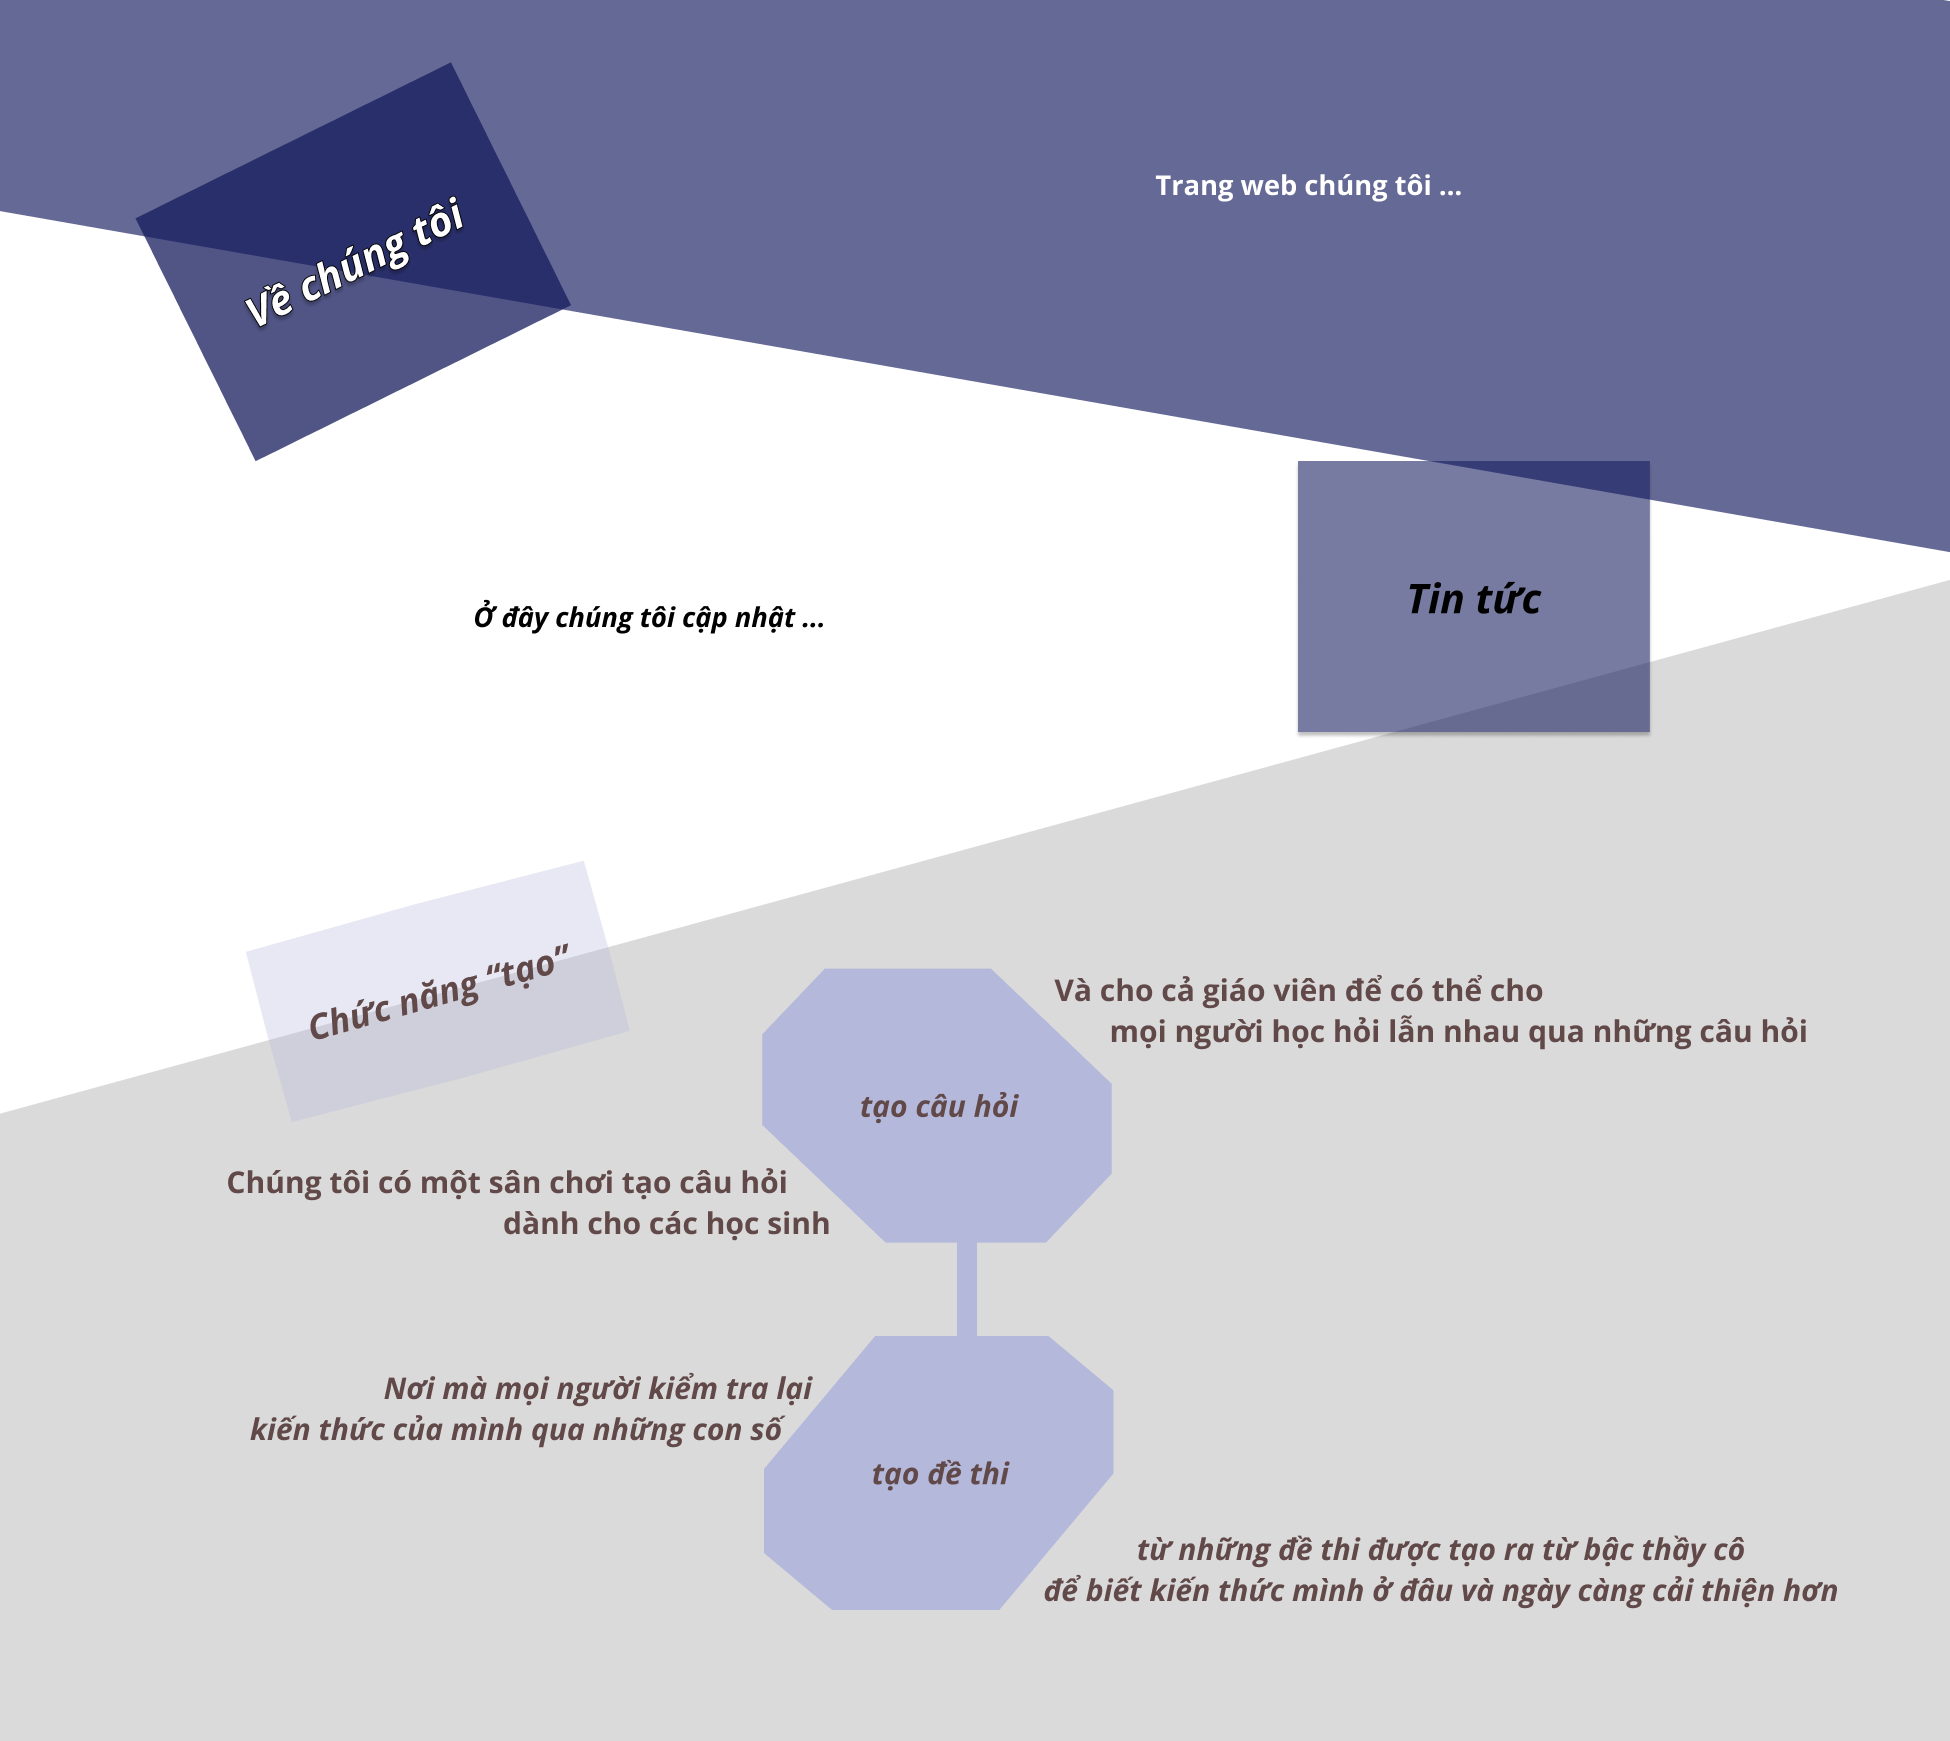 Trang web chúng tôi ...
Về chúng tôi
Tin tức
Ở đây chúng tôi cập nhật ...
Chức năng “tạo”
Và cho cả giáo viên để có thể cho
mọi người học hỏi lẫn nhau qua những câu hỏi
tạo câu hỏi
Chúng tôi có một sân chơi tạo câu hỏi
dành cho các học sinh
Nơi mà mọi người kiểm tra lại
kiến thức của mình qua những con số
tạo đề thi
từ những đề thi được tạo ra từ bậc thầy cô
để biết kiến thức mình ở đâu và ngày càng cải thiện hơn